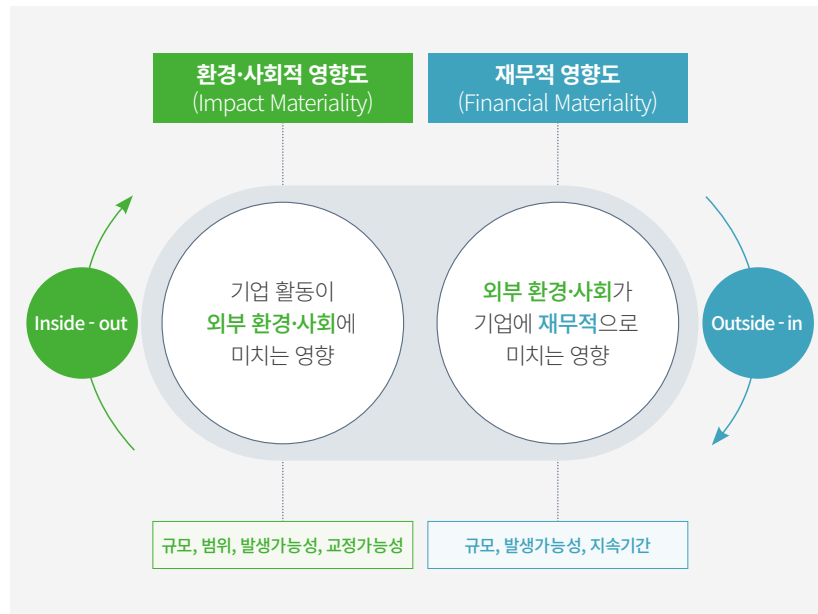 환경·사회적 영향도
(Impact Materiality)
재무적 영향도
(Financial Materiality)
Inside - out
기업 활동이
외부 환경·사회에
미치는 영향
외부 환경·사회가
기업에 재무적으로
미치는 영향
Outside - in
규모, 범위, 발생가능성, 교정가능성
규모, 발생가능성, 지속기간